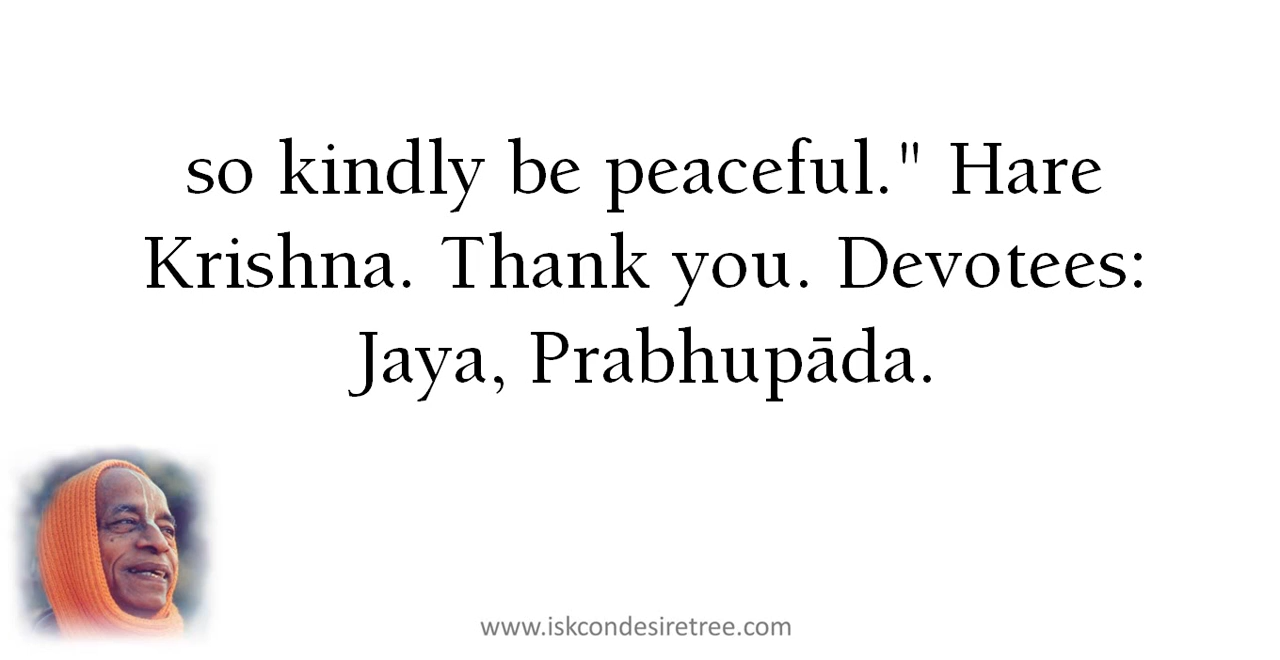 so kindly be peaceful." Hare
Krishna. Thank you. Devotees:
Jaya, Prabhupāda.
www.iskcondesiretree.com